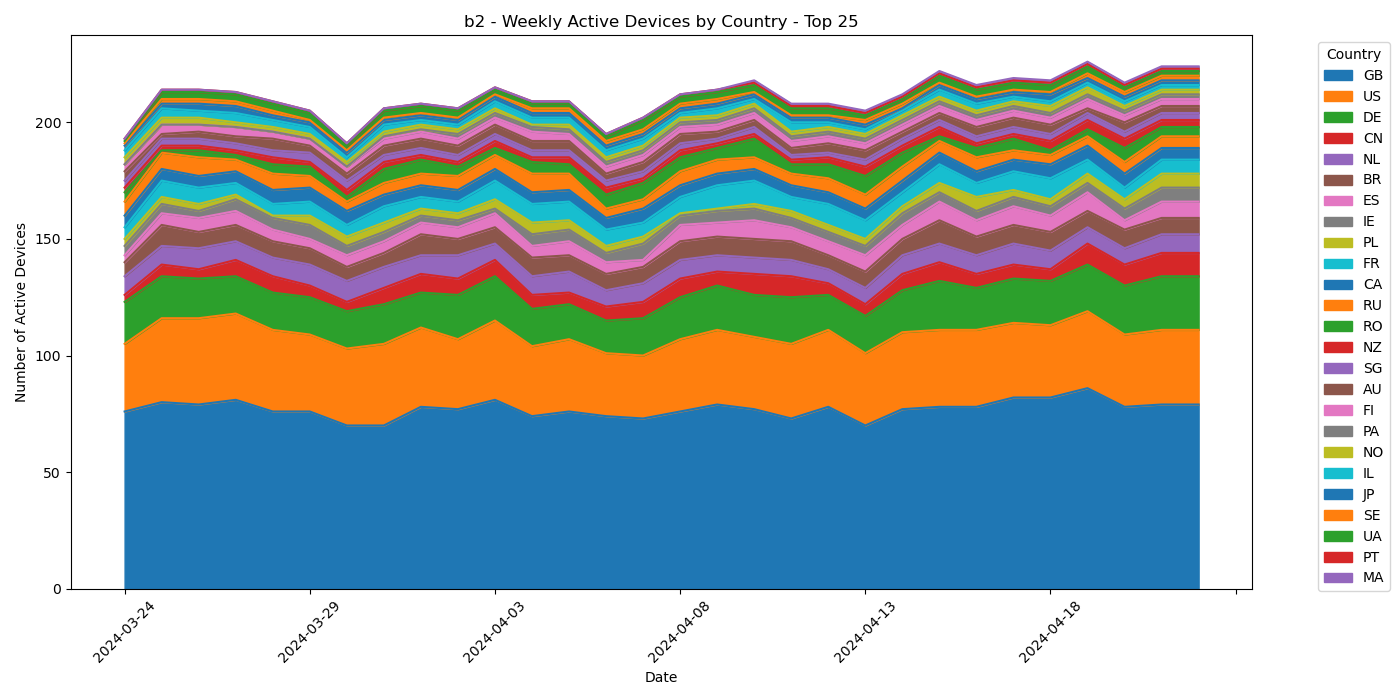 b2 - Weekly Active Devices by Country - Top 25
Number of Active Devices
200
150
100
50
0
2024-03-24
2024-03-29
2024-04-03
2024-04-08
2024-04-13
2024-04-18
Date
Country
GB
US
DE
CN
NL
BR
ES
IE
PL
FR
CA
RU
RO
NZ
SG
AU
FI
PA
NO
IL
JP
SE
UA
PT
MA